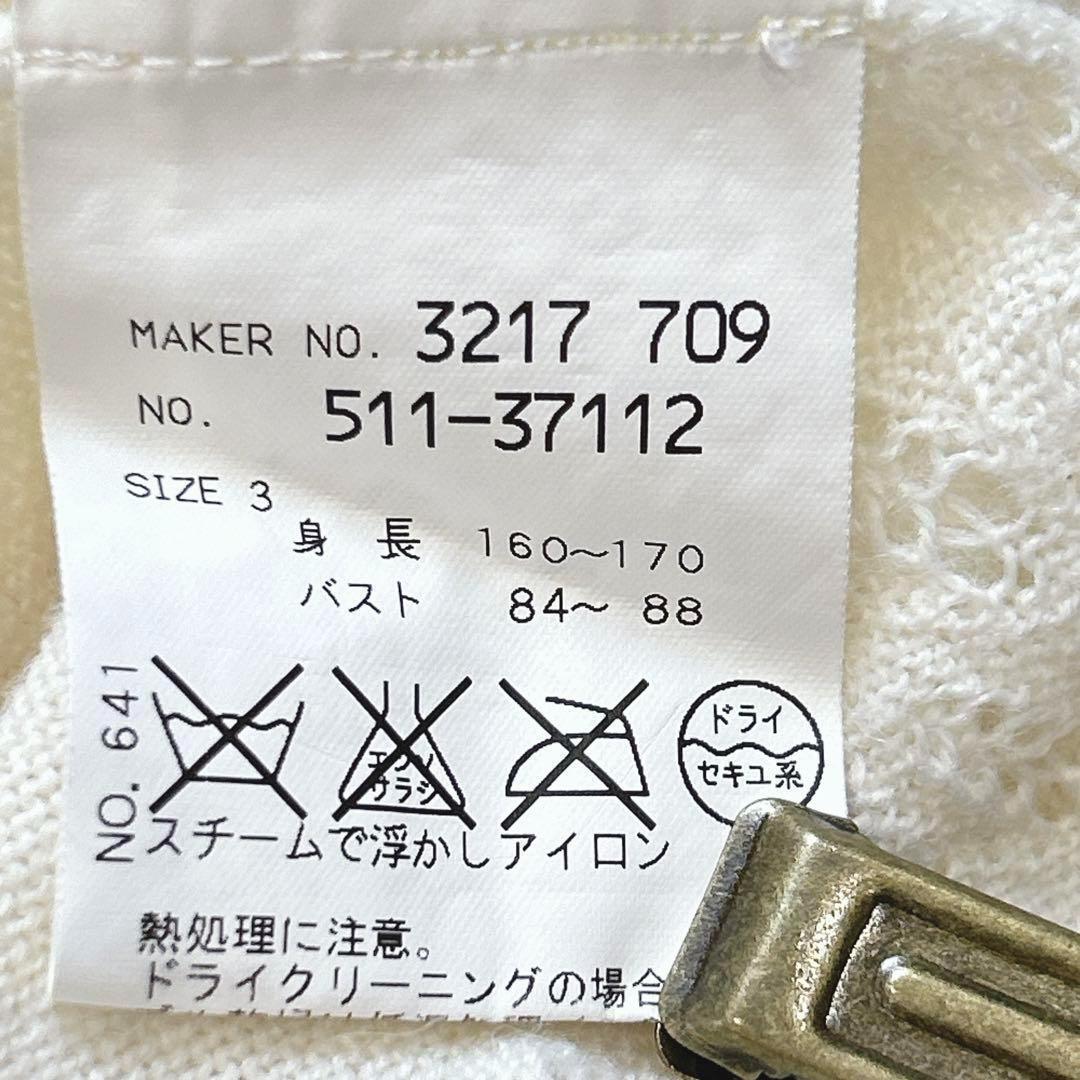 MAKER NO. 3217 709
NO. 511-37112
SIZE 3
身 長 160〜170
バスト 84〜 88
NO. 641
エンソ
サラシ
ドライ
セキユ系
スチームで浮かしアイロン
熱処理に注意。
ドライクリーニングの場合